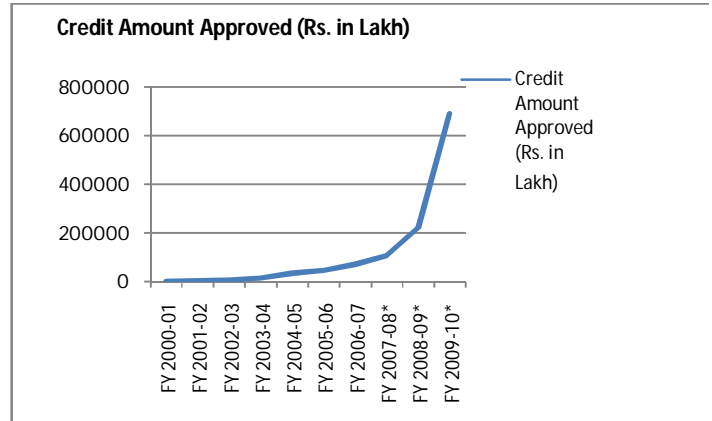 Credit Amount Approved (Rs. in Lakh)
800000
600000
400000
200000
0
FY 2000-01
FY 2001-02
FY 2002-03
FY 2003-04
FY 2004-05
FY 2005-06
FY 2006-07
FY 2007-08*
FY 2008-09*
FY 2009-10*
Credit
Amount
Approved
(Rs. in
Lakh)